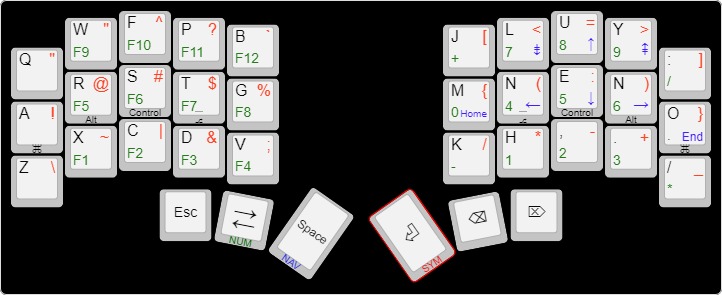 Q "
W "
F9
F ^
F10
P ?
F11
B `
F12
J [
+
L <
7 ⇟
U =
8 ↑
Y >
9 ⇞
: ]
/
A !
⌘
R @
F5
Alt
S #
F6
Control
T $
F7_
G %
F8
M {
0 Home
N (
4_ ←
E :
5 ↓
Control
N )
6 →
Alt
O }
. End
⌘
Z \
X ~
F1
C |
F2
D &
F3
V ;
F4
K /
-
H *
1
, -
2
. +
3
/ _
*
Esc
NUM
Space
NAV
SYM